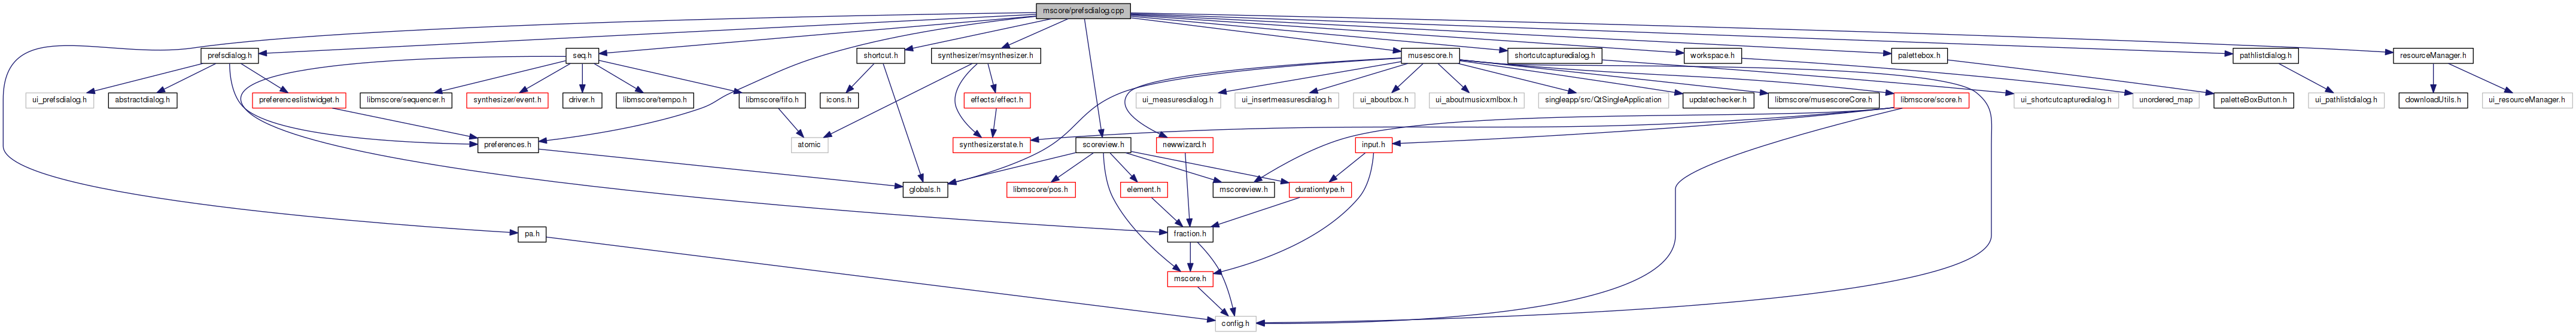 mscore/prefsdialog.cpp
prefsdialog.h
seq.h
shortcut.h
synthesizer/msynthesizer.h
musescore.h
shortcutcapturedialog.h
workspace.h
palettebox.h
pathlistdialog.h
resourceManager.h
ui_prefsdialog.h
abstractdialog.h
preferenceslistwidget.h
libmscore/sequencer.h
synthesizer/event.h
driver.h
libmscore/tempo.h
libmscore/fifo.h
icons.h
effects/effect.h
ui_measuresdialog.h
ui_insertmeasuresdialog.h
ui_aboutbox.h
ui_aboutmusicxmlbox.h
singleapp/src/QtSingleApplication
updatechecker.h
libmscore/musescoreCore.h
libmscore/score.h
ui_shortcutcapturedialog.h
unordered_map
paletteBoxButton.h
ui_pathlistdialog.h
downloadUtils.h
ui_resourceManager.h
preferences.h
atomic
synthesizerstate.h
scoreview.h
newwizard.h
input.h
globals.h
libmscore/pos.h
element.h
mscoreview.h
durationtype.h
pa.h
fraction.h
mscore.h
config.h